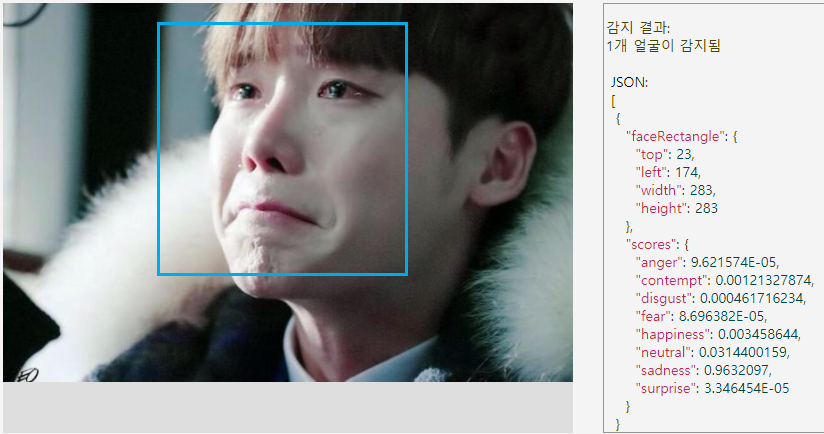 감지 결과:
1개 얼굴이 감지됨
JSON:
[
{
"faceRectangle": {
"top": 23,
"left": 174,
"width": 283,
"height": 283
},
"scores": {
"anger": 9.621574E-05,
"contempt": 0.00121327874,
"disgust": 0.000461716234,
"fear": 8.696382E-05,
"happiness": 0.003458644,
"neutral": 0.0314400159,
"sadness": 0.9632097,
"surprise": 3.346454E-05
}
}